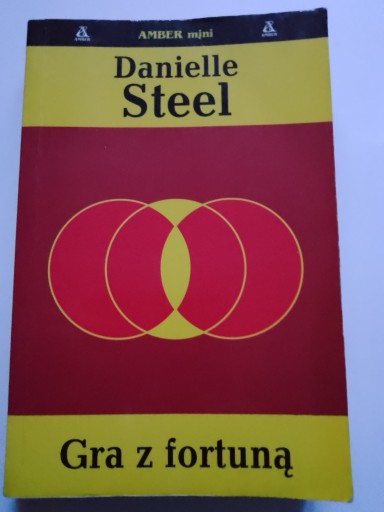 AMBER mini
Danielle
Steel
Gra z fortuną